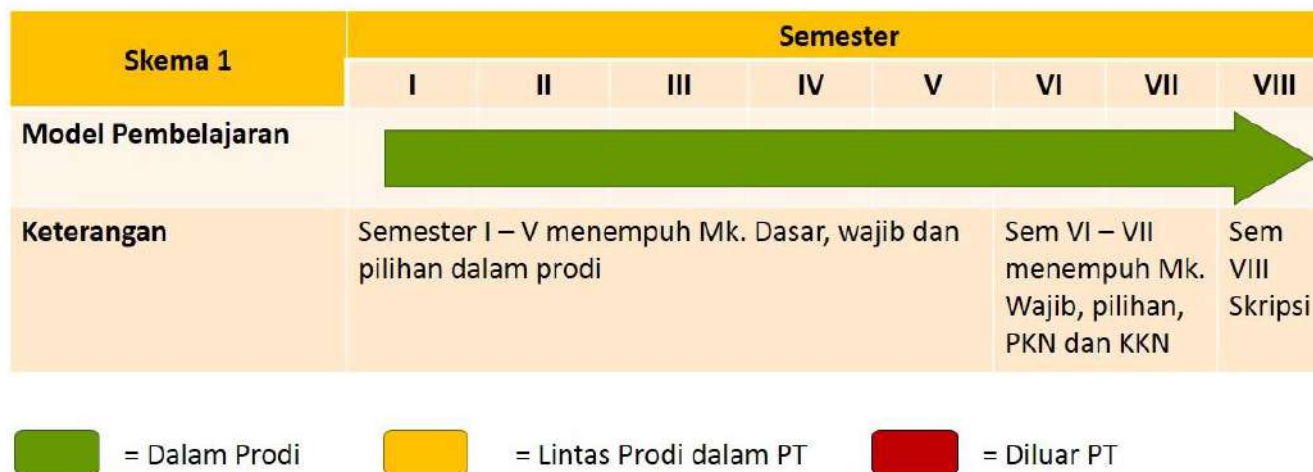 Skema 1
Semester
I II III IV V VI VII VIII
Model Pembelajaran
Keterangan
Semester I – V menempuh Mk. Dasar, wajib dan
pilihan dalam prodi
Sem VI – VII
menempuh Mk.
Wajib, pilihan,
PKN dan KKN
Sem
VIII
Skripsi
= Dalam Prodi
= Lintas Prodi dalam PT
= Diluar PT